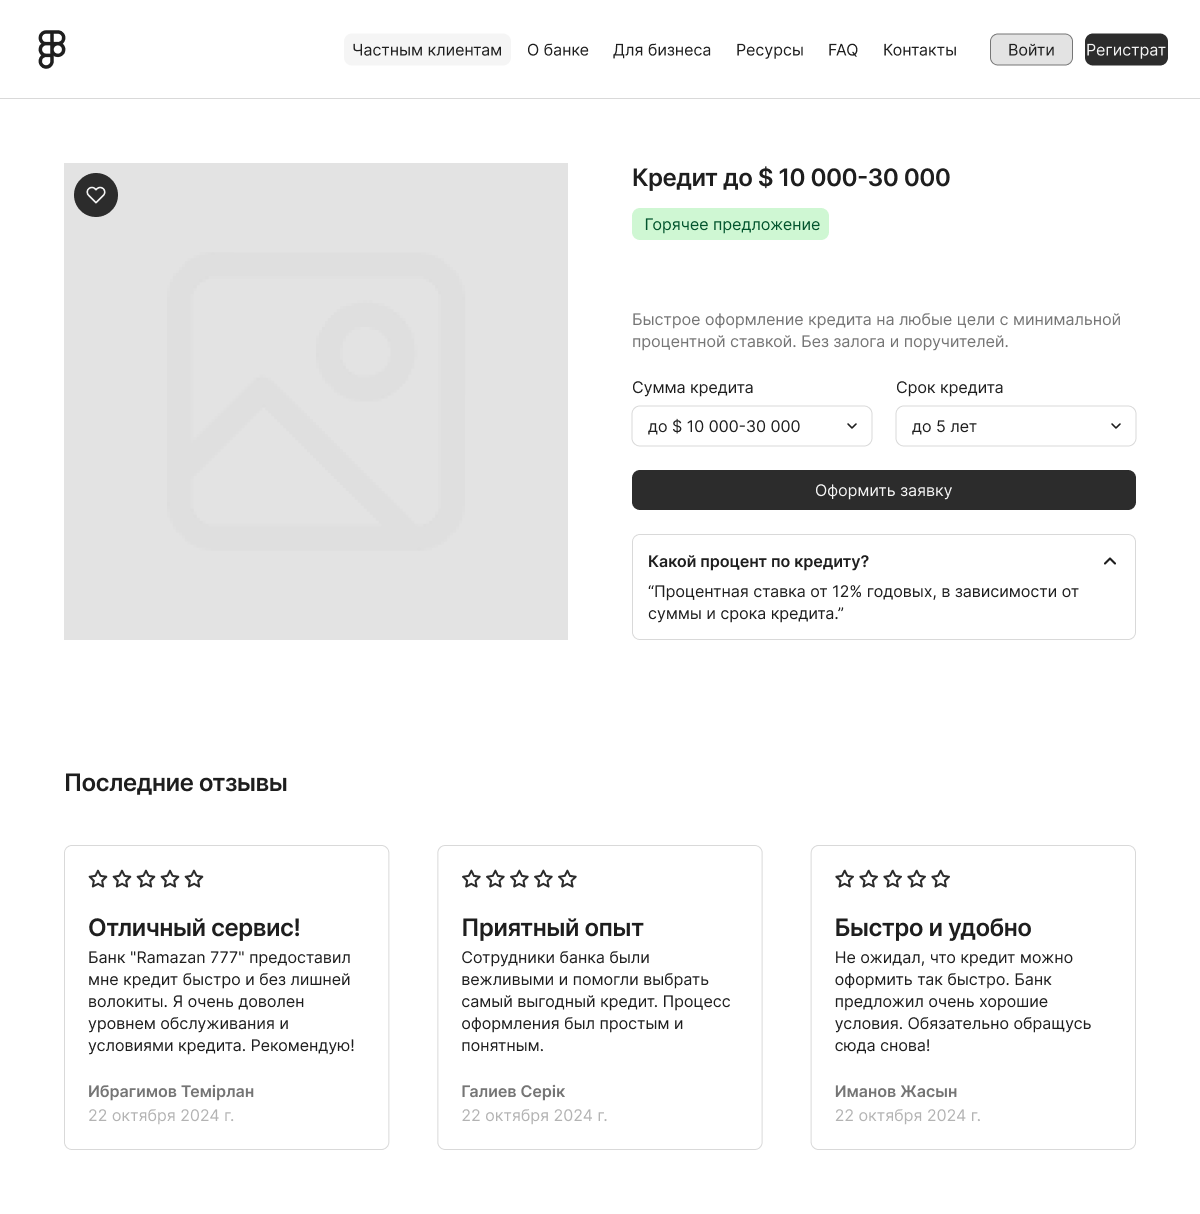 Частным клиентам
О банке
Для бизнеса
Ресурсы
FAQ
Контакты
Войти
Регистрат
Кредит до $ 10 000-30 000
Горячее предложение
Быстрое оформление кредита на любые цели с минимальной
процентной ставкой. Без залога и поручителей.
Сумма кредита
до $ 10 000-30 000
Срок кредита
до 5 лет
Оформить заявку
Какой процент по кредиту?
“Процентная ставка от 12% годовых, в зависимости от
суммы и срока кредита.”
Последние отзывы
Отличный сервис!
Банк "Ramazan 777" предоставил
мне кредит быстро и без лишней
волокиты. Я очень доволен
уровнем обслуживания и
условиями кредита. Рекомендую!
Ибрагимов Темірлан
22 октября 2024 г.
Приятный опыт
Сотрудники банка были
вежливыми и помогли выбрать
самый выгодный кредит. Процесс
оформления был простым и
понятным.
Галиев Серік
22 октября 2024 г.
Быстро и удобно
Не ожидал, что кредит можно
оформить так быстро. Банк
предложил очень хорошие
условия. Обязательно обращусь
сюда снова!
Иманов Жасын
22 октября 2024 г.